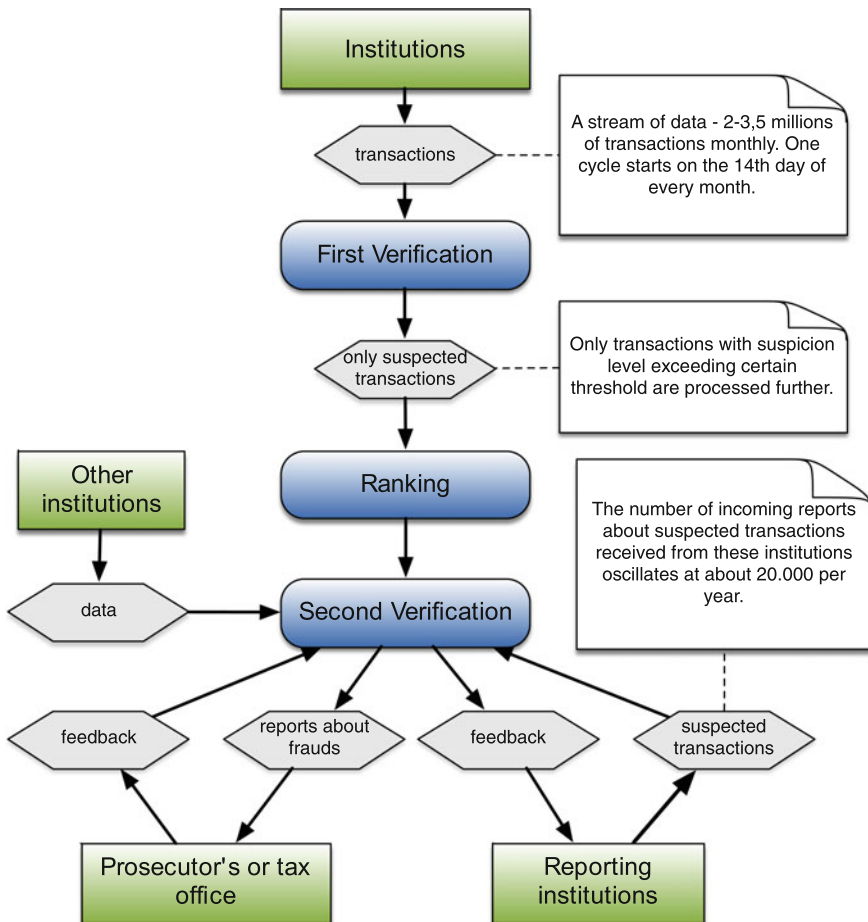 Institutions
transactions
A stream of data - 2-3,5 millions
of transactions monthly. One
cycle starts on the 14th day of
every month.
First Verification
only suspected
transactions
Only transactions with suspicion
level exceeding certain
threshold are processed further.
Other
institutions
Ranking
The number of incoming reports
about suspected transactions
received from these institutions
oscillates at about 20.000 per
year.
data
Second Verification
feedback
reports about
frauds
feedback
suspected
transactions
Prosecutor's or tax
office
Reporting
institutions